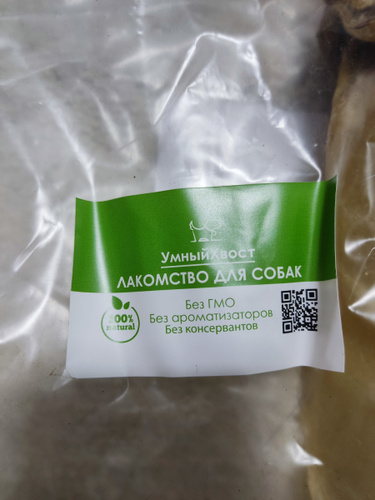 УмныйХвост
ЛАКОМСТВО ДЛЯ СОБАК
Без ГМО
Без ароматизаторов
Без консервантов
100%
natural